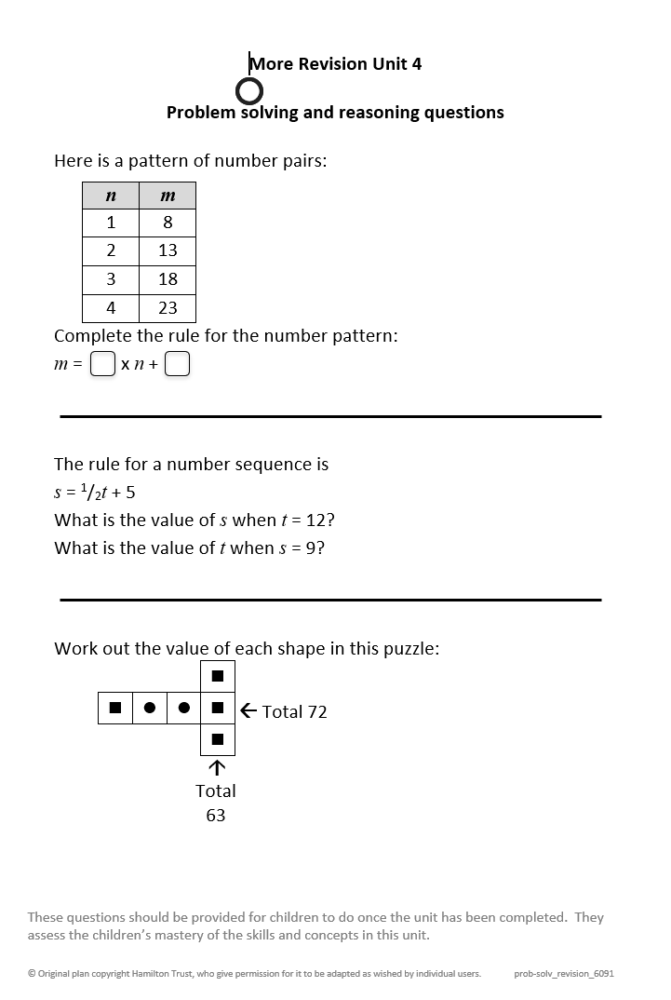 More Revision Unit 4
Problem solving and reasoning questions
Here is a pattern of number pairs:
n m
1 8
2 13
3 18
4 23
Complete the rule for the number pattern:
m = □ x n + □
The rule for a number sequence is
s = 1/2t + 5
What is the value of s when t = 12?
What is the value of t when s = 9?
Work out the value of each shape in this puzzle:
← Total 72
↑
Total
63
These questions should be provided for children to do once the unit has been completed.  They
assess the children’s mastery of the skills and concepts in this unit.
© Original plan copyright Hamilton Trust, who give permission for it to be adapted as wished by individual users. prob-solv_revision_6091